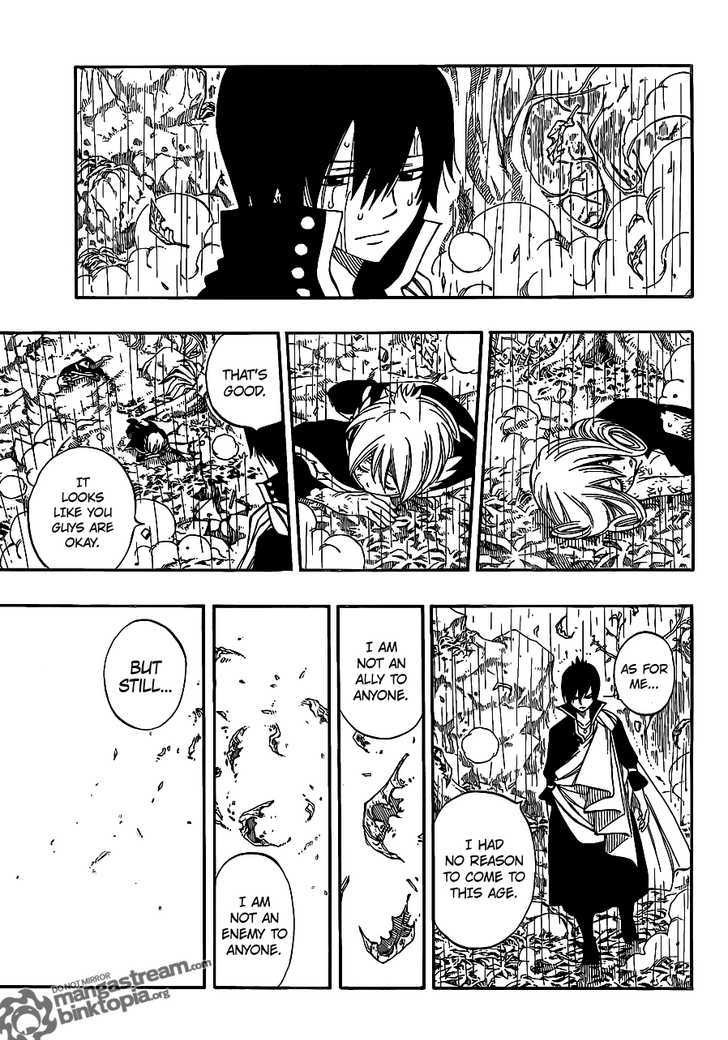 THAT'S
GOOD.
IT
LOOKS
LIKE YOU
GUYS ARE
OKAY.
AS FOR
ME...
I HAD
NO REASON
TO COME TO
THIS AGE.
I AM
NOT AN
ALLY TO
ANYONE.
I AM
NOT AN
ENEMY TO
ANYONE.
BUT
STILL...
DO NOT MIRROR
mangastream.com
binktopia.org